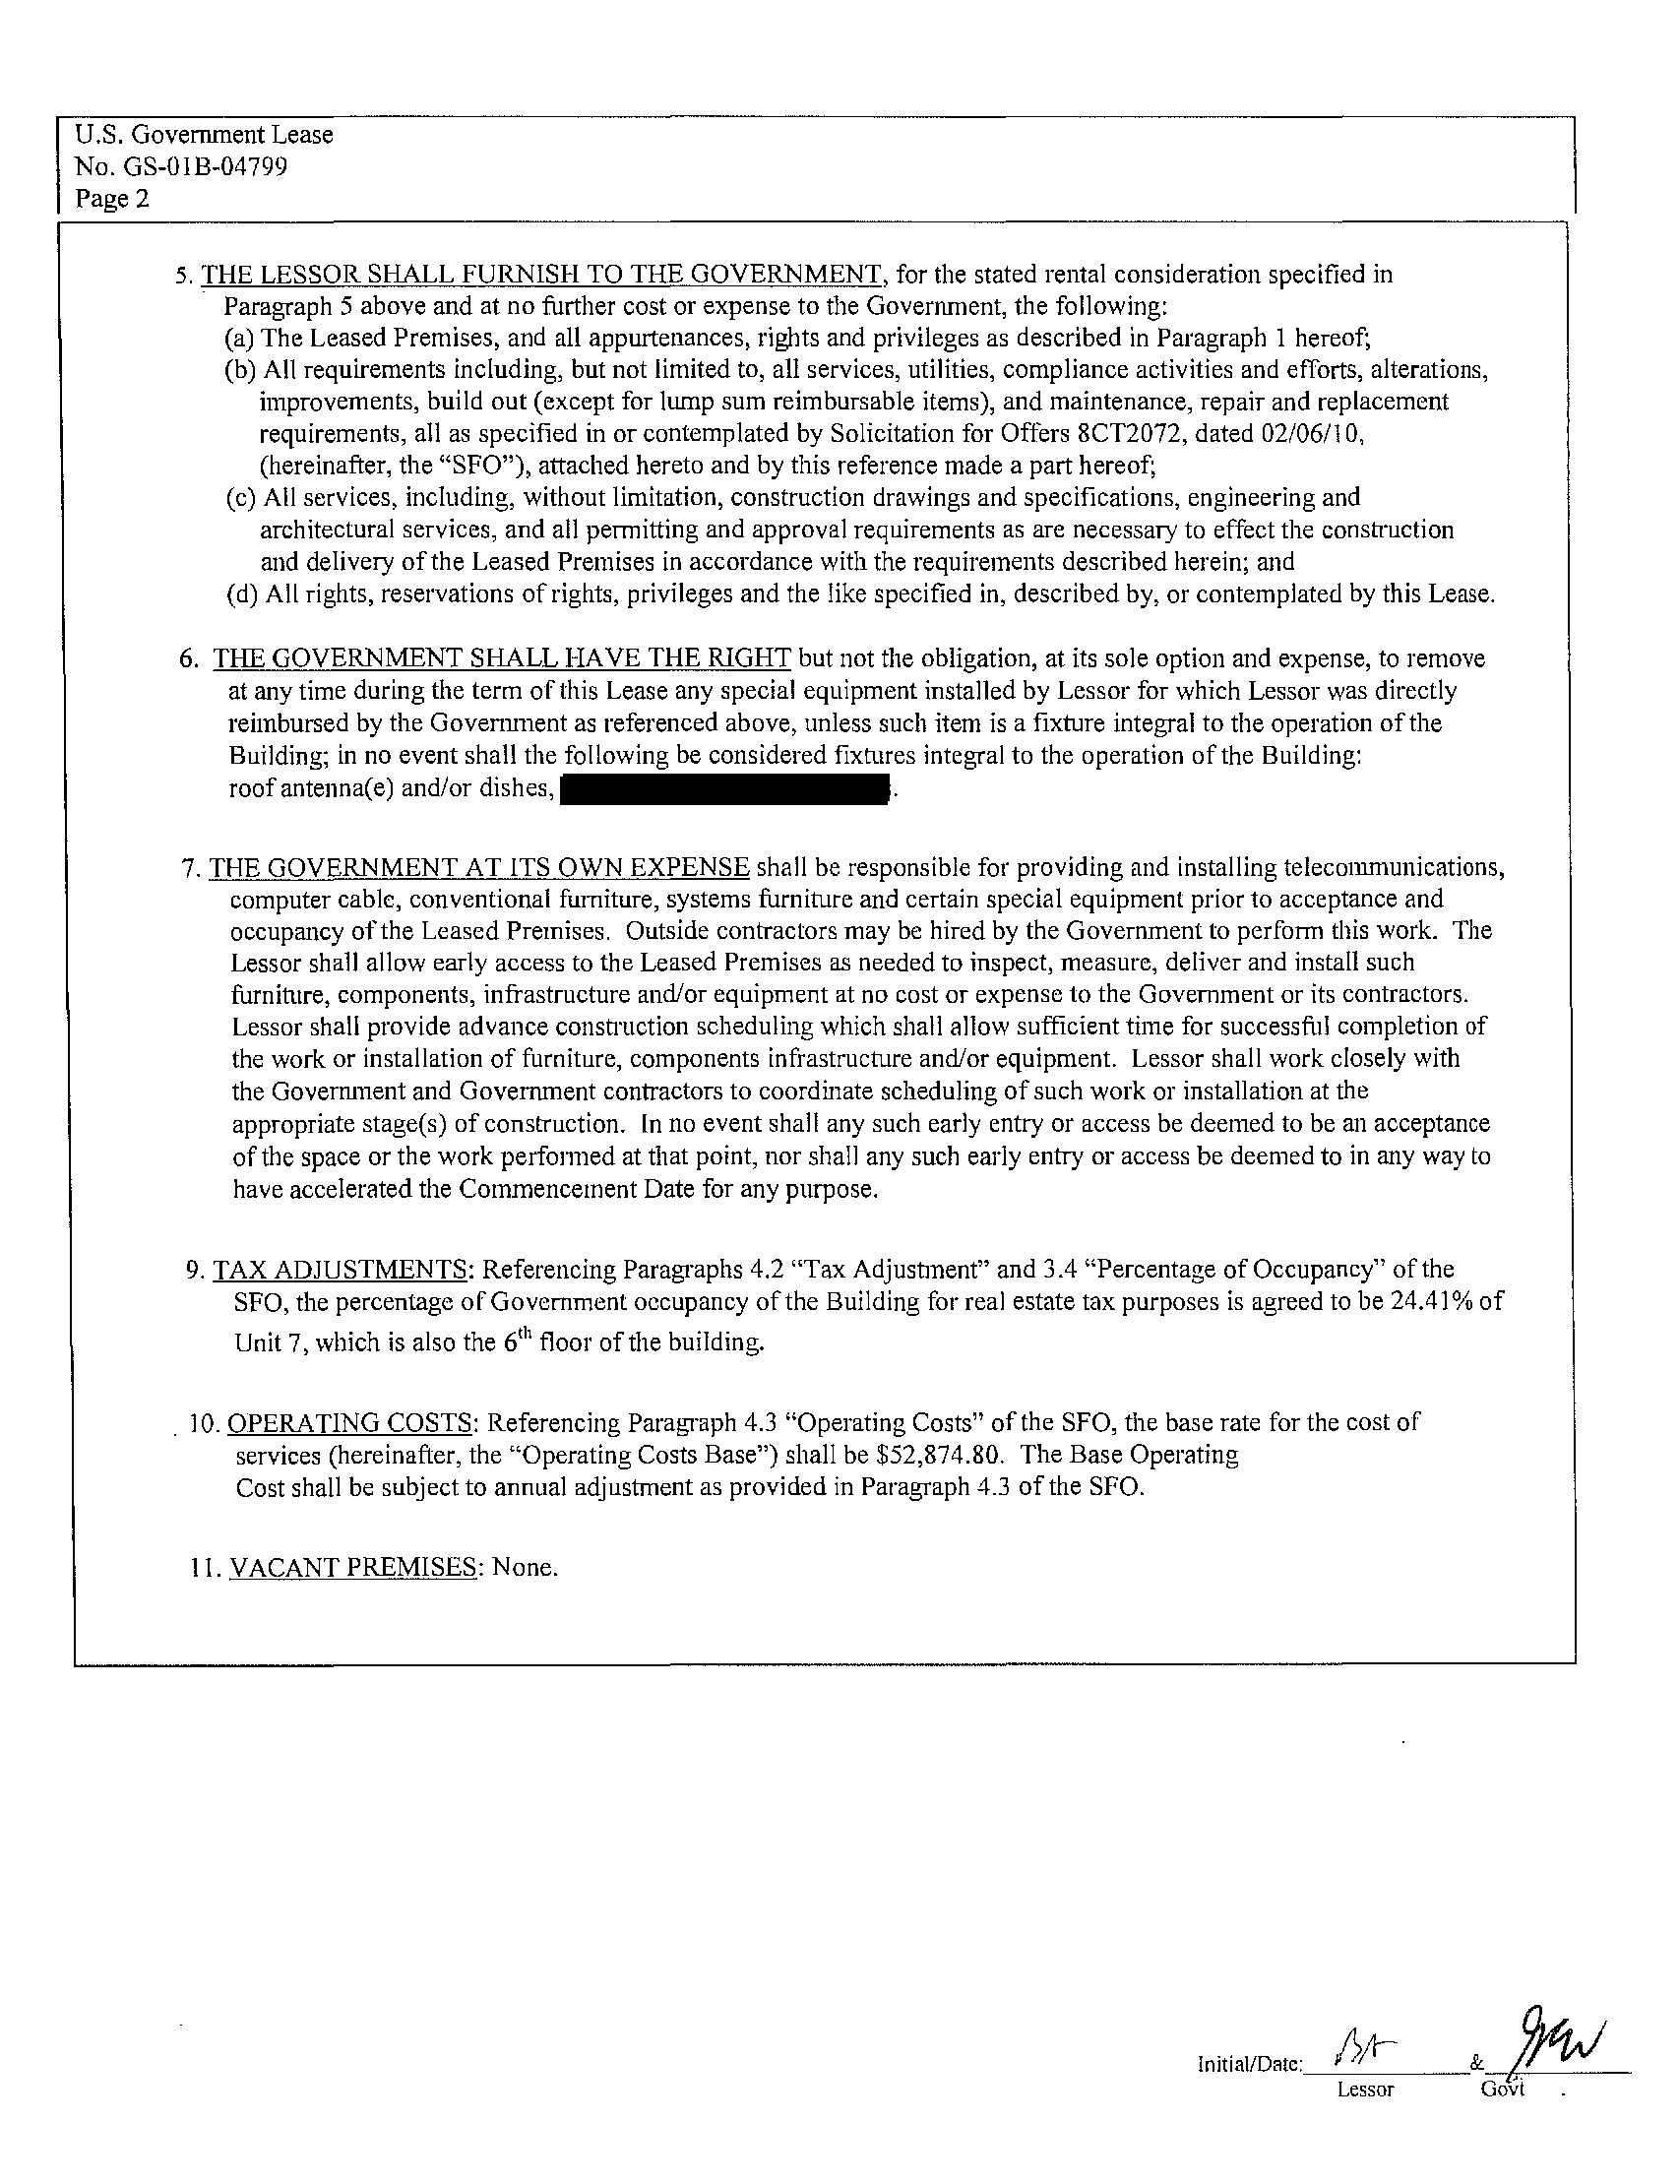 U.S. Government Lease
No. GS-01B-04799
Page 2
5. THE LESSOR SHALL FURNISH TO THE GOVERNMENT, for the stated rental consideration specified in
Paragraph 5 above and at no further cost or expense to the Government, the following:
(a) The Leased Premises, and all appurtenances, rights and privileges as described in Paragraph 1 hereof;
(b) All requirements including, but not limited to, all services, utilities, compliance activities and efforts, alterations,
improvements, build out (except for lump sum reimbursable items), and maintenance, repair and replacement
requirements, all as specified in or contemplated by Solicitation for Offers 8CT2072, dated 02/06/10,
(hereinafter, the “SFO”), attached hereto and by this reference made a part hereof;
(c) All services, including, without limitation, construction drawings and specifications, engineering and
architectural services, and all permitting and approval requirements as are necessary to effect the construction
and delivery of the Leased Premises in accordance with the requirements described herein; and
(d) All rights, reservations of rights, privileges and the like specified in, described by, or contemplated by this Lease.
6. THE GOVERNMENT SHALL HAVE THE RIGHT but not the obligation, at its sole option and expense, to remove
at any time during the term of this Lease any special equipment installed by Lessor for which Lessor was directly
reimbursed by the Government as referenced above, unless such item is a fixture integral to the operation of the
Building; in no event shall the following be considered fixtures integral to the operation of the Building:
roof antenna(e) and/or dishes, .
7. THE GOVERNMENT AT ITS OWN EXPENSE shall be responsible for providing and installing telecommunications,
computer cable, conventional furniture, systems furniture and certain special equipment prior to acceptance and
occupancy of the Leased Premises. Outside contractors may be hired by the Government to perform this work. The
Lessor shall allow early access to the Leased Premises as needed to inspect, measure, deliver and install such
furniture, components, infrastructure and/or equipment at no cost or expense to the Government or its contractors.
Lessor shall provide advance construction scheduling which shall allow sufficient time for successful completion of
the work or installation of furniture, components infrastructure and/or equipment. Lessor shall work closely with
the Government and Government contractors to coordinate scheduling of such work or installation at the
appropriate stage(s) of construction. In no event shall any such early entry or access be deemed to be an acceptance
of the space or the work performed at that point, nor shall any such early entry or access be deemed to in any way to
have accelerated the Commencement Date for any purpose.
9. TAX ADJUSTMENTS: Referencing Paragraphs 4.2 “Tax Adjustment” and 3.4 “Percentage of Occupancy” of the
SFO, the percentage of Government occupancy of the Building for real estate tax purposes is agreed to be 24.41% of
Unit 7, which is also the 6th floor of the building.
10. OPERATING COSTS: Referencing Paragraph 4.3 “Operating Costs” of the SFO, the base rate for the cost of
services (hereinafter, the “Operating Costs Base”) shall be $52,874.80. The Base Operating
Cost shall be subject to annual adjustment as provided in Paragraph 4.3 of the SFO.
11. VACANT PREMISES: None.
Initial/Date: &
Lessor Gov't